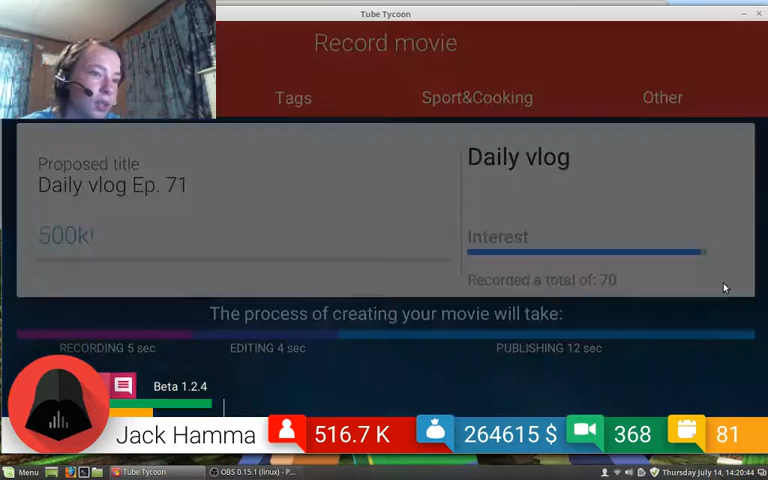 Tube Tycoon
Record movie
Tags
Sport&Cooking
Other
Proposed title
Daily vlog Ep. 71
500k!
Daily vlog
Interest
Recorded a total of: 70
The process of creating your movie will take:
RECORDING 5 sec
EDITING 4 sec
PUBLISHING 12 sec
Beta 1.2.4
Jack Hamma
516.7 K
264615 $
368
81
Menu
Tube Tycoon
OBS 0.15.1 (linux) - P...
Thursday July 14, 14:20:44